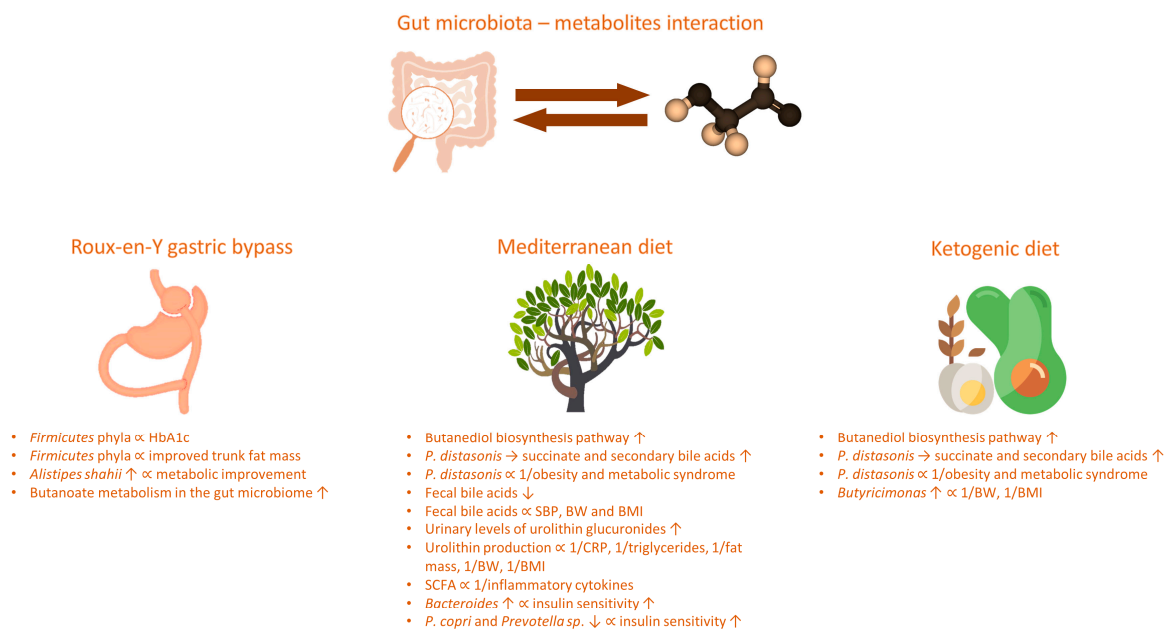 Gut microbiota – metabolites interaction
Roux-en-Y gastric bypass
• Firmicutes phyla ∝ HbA1c
• Firmicutes phyla ∝ improved trunk fat mass
• Alistipes shahii ↑ ∝ metabolic improvement
• Butanoate metabolism in the gut microbiome ↑
Mediterranean diet
• Butanediol biosynthesis pathway ↑
• P. distasonis → succinate and secondary bile acids ↑
• P. distasonis ∝ 1/obesity and metabolic syndrome
• Fecal bile acids ↓
• Fecal bile acids ∝ SBP, BW and BMI
• Urinary levels of urolithin glucuronides ↑
• Urolithin production ∝ 1/CRP, 1/triglycerides, 1/fat
mass, 1/BW, 1/BMI
• SCFA ∝ 1/inflammatory cytokines
• Bacteroides ↑ ∝ insulin sensitivity ↑
• P. copri and Prevotella sp. ↓ ∝ insulin sensitivity ↑
Ketogenic diet
• Butanediol biosynthesis pathway ↑
• P. distasonis → succinate and secondary bile acids ↑
• P. distasonis ∝ 1/obesity and metabolic syndrome
• Butyricimonas ↑ ∝ 1/BW, 1/BMI